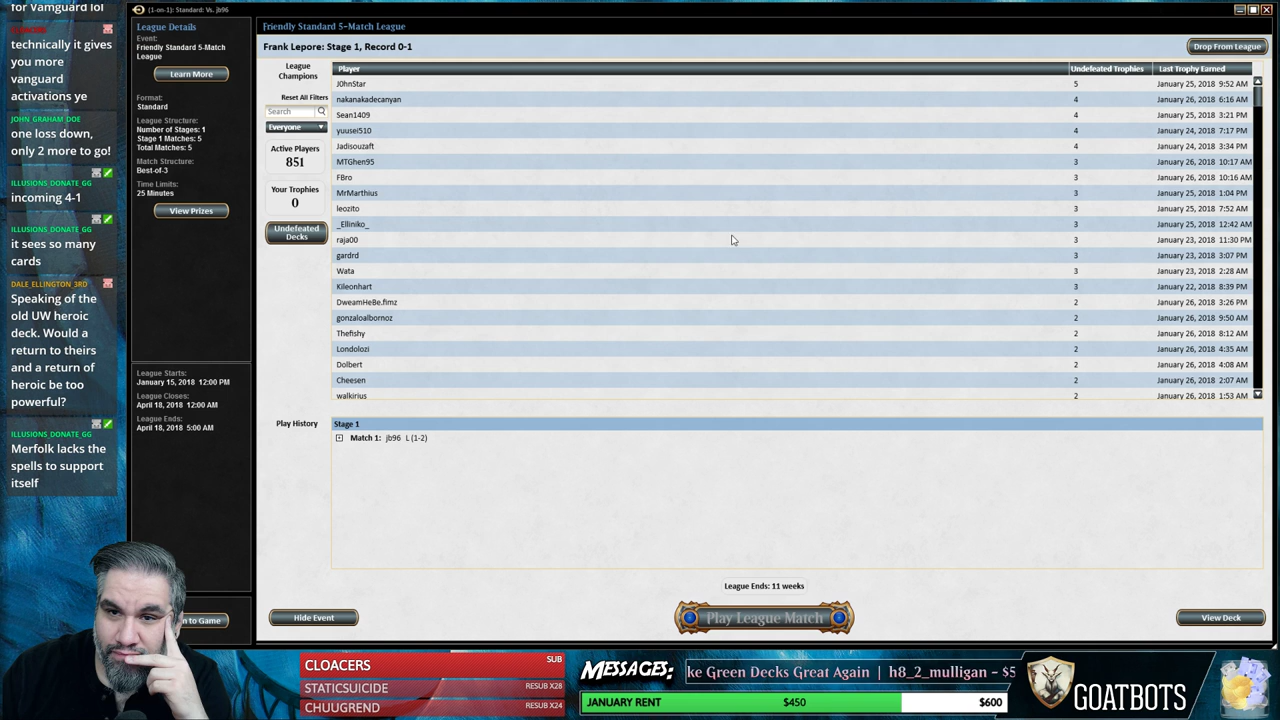 for Vanguard lol
technically it gives
you more
vanguard
activations ye
JOHN_GRAHAM_DOE
one loss down,
only 2 more to go!
ILLUSIONS_DONATE_GG
incoming 4-1
ILLUSIONS_DONATE_GG
it sees so many
cards
DALE_ELLINGTON_3RD
Speaking of the
old UW heroic
deck. Would a
return to theirs
and a return of
heroic be too
powerful?
ILLUSIONS_DONATE_GG
Merfolk lacks the
spells to support
itself
(1-on-1): Standard: Vs. jb96
League Details
Event:
Friendly Standard 5-Match
League
Learn More
Format:
Standard
League Structure:
Number of Stages: 1
Stage 1 Matches: 5
Total Matches: 5
Match Structure:
Best-of-3
Time Limits:
25 Minutes
View Prizes
League Starts:
January 15, 2018 12:00 PM
League Closes:
April 18, 2018 12:00 AM
League Ends:
April 18, 2018 5:00 AM
n to Game
Friendly Standard 5-Match League
Frank Lepore: Stage 1, Record 0-1
Drop From League
League
Champions
Reset All Filters
Search
Everyone
Active Players
851
Your Trophies
0
Undefeated
Decks
Player Undefeated Trophies Last Trophy Earned
J0hnStar 5 January 25, 2018 9:52 AM
nakanakadecanyan 4 January 26, 2018 6:16 AM
Sean1409 4 January 25, 2018 3:21 PM
yuusei510 4 January 24, 2018 7:17 PM
Jadisouzaft 4 January 24, 2018 3:34 PM
MTGhen95 3 January 26, 2018 10:17 AM
FBro 3 January 26, 2018 10:16 AM
MrMarthius 3 January 25, 2018 1:04 PM
leozito 3 January 25, 2018 7:52 AM
_Elliniko_ 3 January 25, 2018 12:42 AM
raja00 3 January 23, 2018 11:30 PM
gardrd 3 January 23, 2018 3:07 PM
Wata 3 January 23, 2018 2:28 AM
Kileonhart 3 January 22, 2018 8:39 PM
DweamHeBe.fimz 2 January 26, 2018 3:26 PM
gonzaloalbornoz 2 January 26, 2018 9:50 AM
Thefishy 2 January 26, 2018 8:12 AM
Londolozi 2 January 26, 2018 4:35 AM
Dolbert 2 January 26, 2018 4:08 AM
Cheesen 2 January 26, 2018 2:07 AM
walkirius 2 January 26, 2018 1:53 AM
Play History
Stage 1
Match 1: jb96 L (1-2)
League Ends: 11 weeks
Hide Event
Play League Match
View Deck
CLOACERS SUB
STATICSUICIDE RESUB X28
CHUUGREND RESUB X24
MESSAGES: ke Green Decks Great Again | h8_2_mulligan - $5
JANUARY RENT $450 $600
GOATBOTS